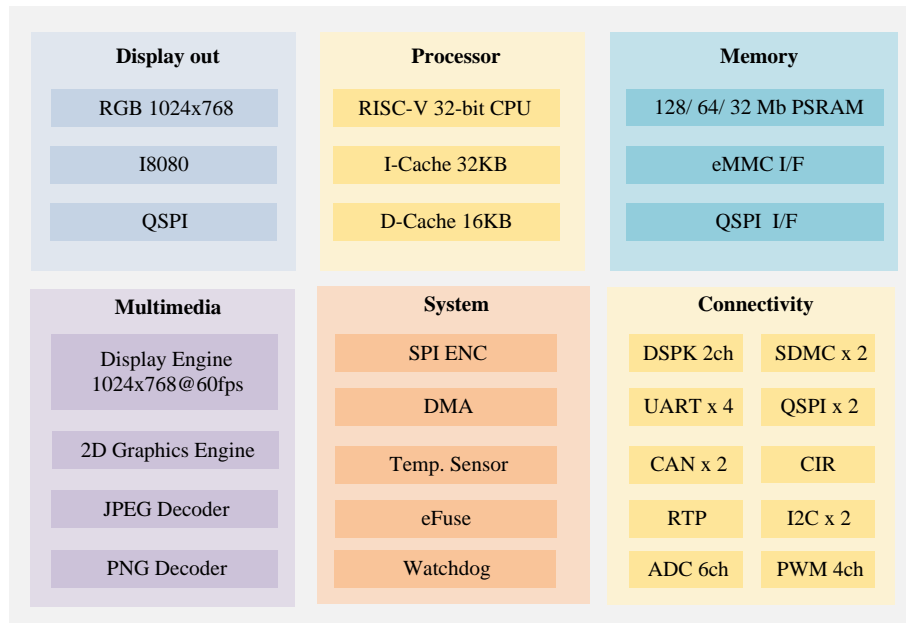 Display out
RGB 1024x768
I8080
QSPI
Processor
RISC-V 32-bit CPU
I-Cache 32KB
D-Cache 16KB
Memory
128/ 64/ 32 Mb PSRAM
eMMC I/F
QSPI I/F
Multimedia
Display Engine
1024x768@60fps
2D Graphics Engine
JPEG Decoder
PNG Decoder
System
SPI ENC
DMA
Temp. Sensor
eFuse
Watchdog
Connectivity
DSPK 2ch
SDMC x 2
UART x 4
QSPI x 2
CAN x 2
CIR
RTP
I2C x 2
ADC 6ch
PWM 4ch